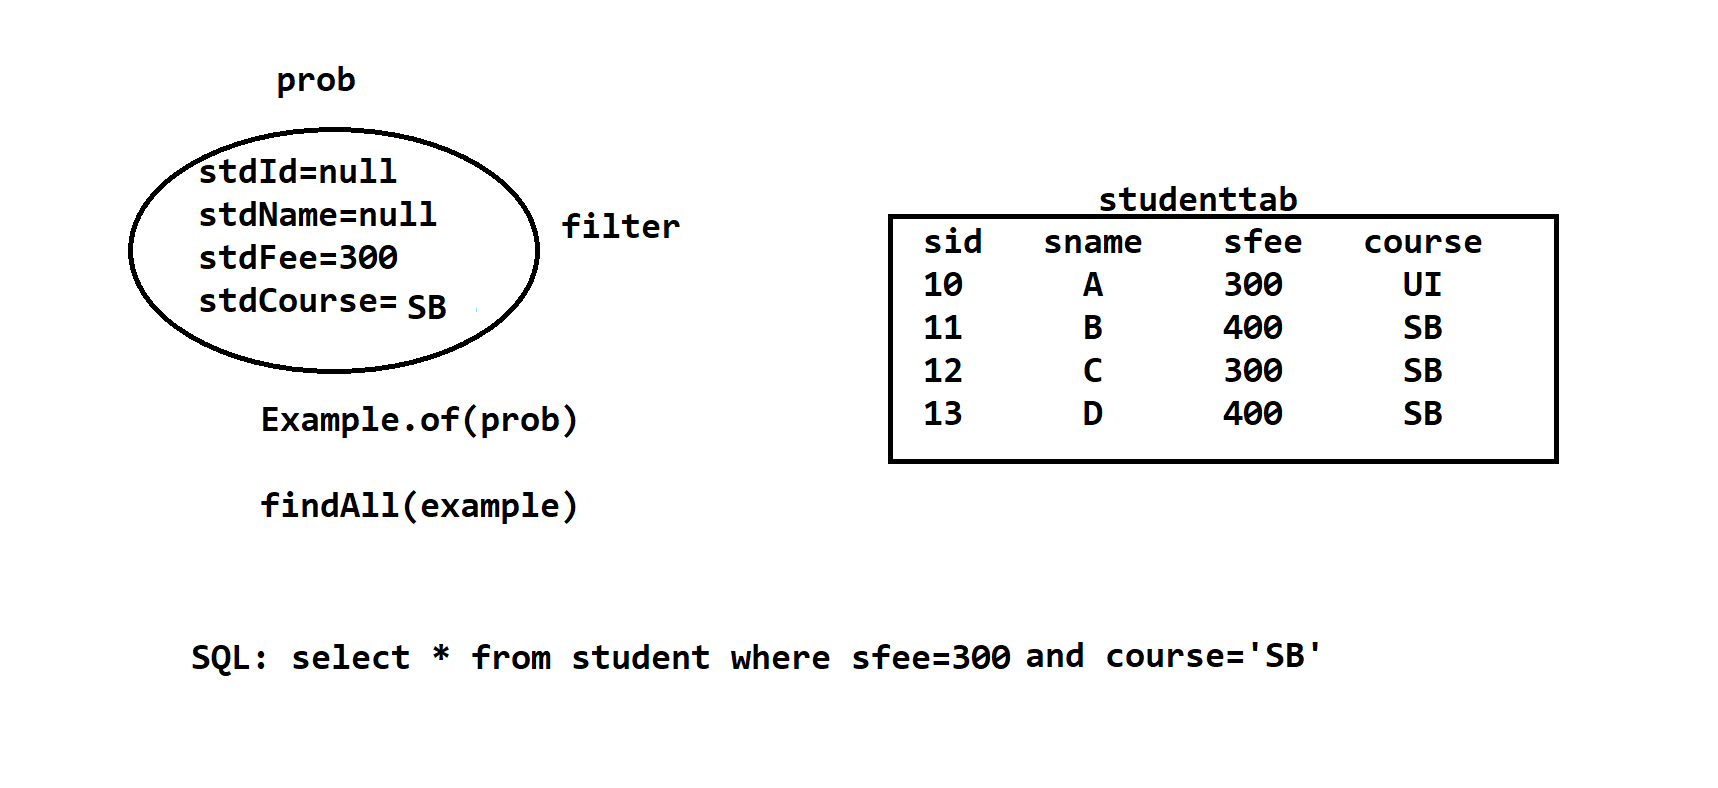 prob
stdId=null
stdName=null
stdFee=300
stdCourse= SB
filter
Example.of(prob)
findAll(example)
studenttab
sid sname sfee course
10 A 300 UI
11 B 400 SB
12 C 300 SB
13 D 400 SB
SQL: select * from student where sfee=300 and course='SB'